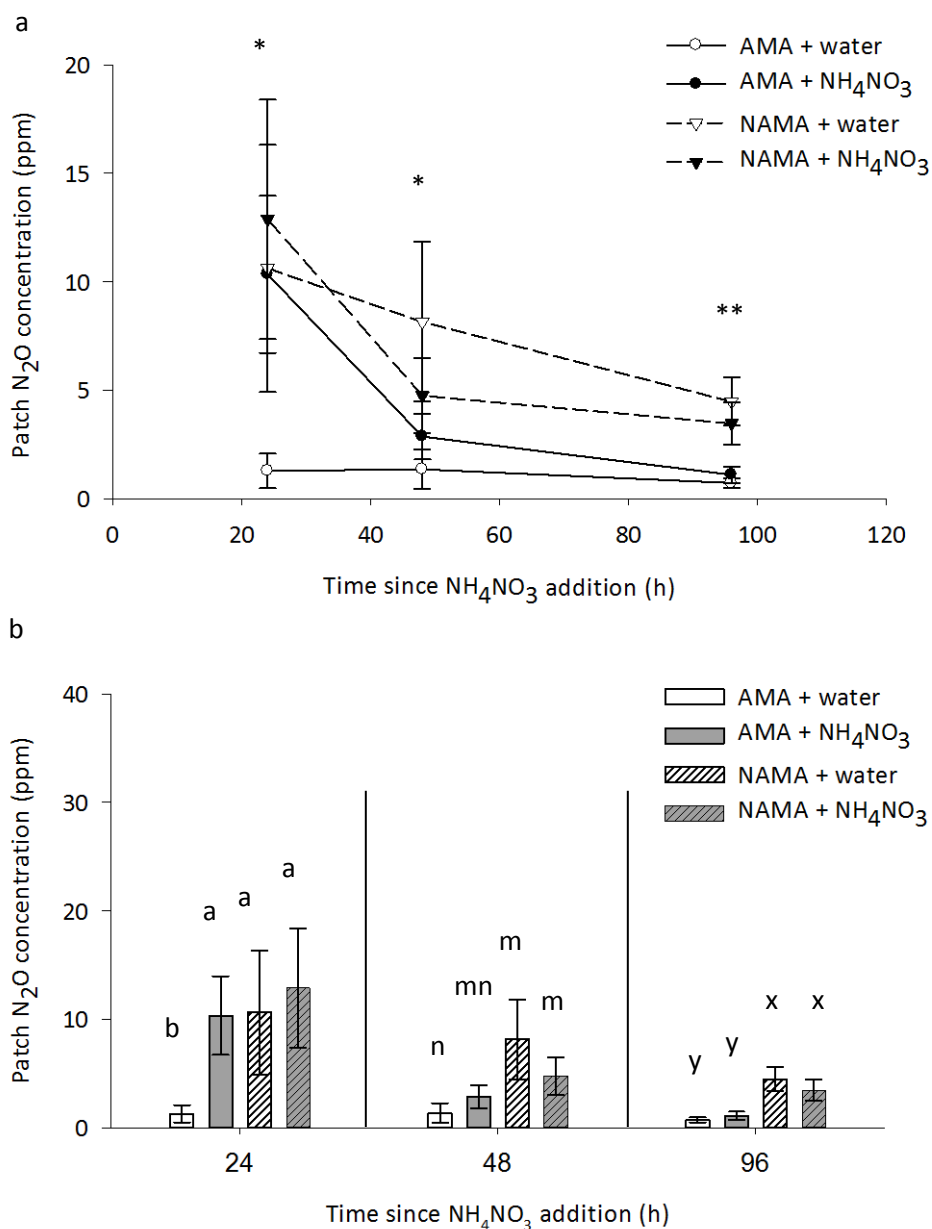 a
*
*
**
AMA + water
AMA + NH4NO3
NAMA + water
NAMA + NH4NO3
Patch N2O concentration (ppm)
20
15
10
5
0
0 20 40 60 80 100 120
Time since NH4NO3 addition (h)
b
AMA + water
AMA + NH4NO3
NAMA + water
NAMA + NH4NO3
Patch N2O concentration (ppm)
40
30
20
10
0
b a a a
n mn m m
y y x x
24 48 96
Time since NH4NO3 addition (h)